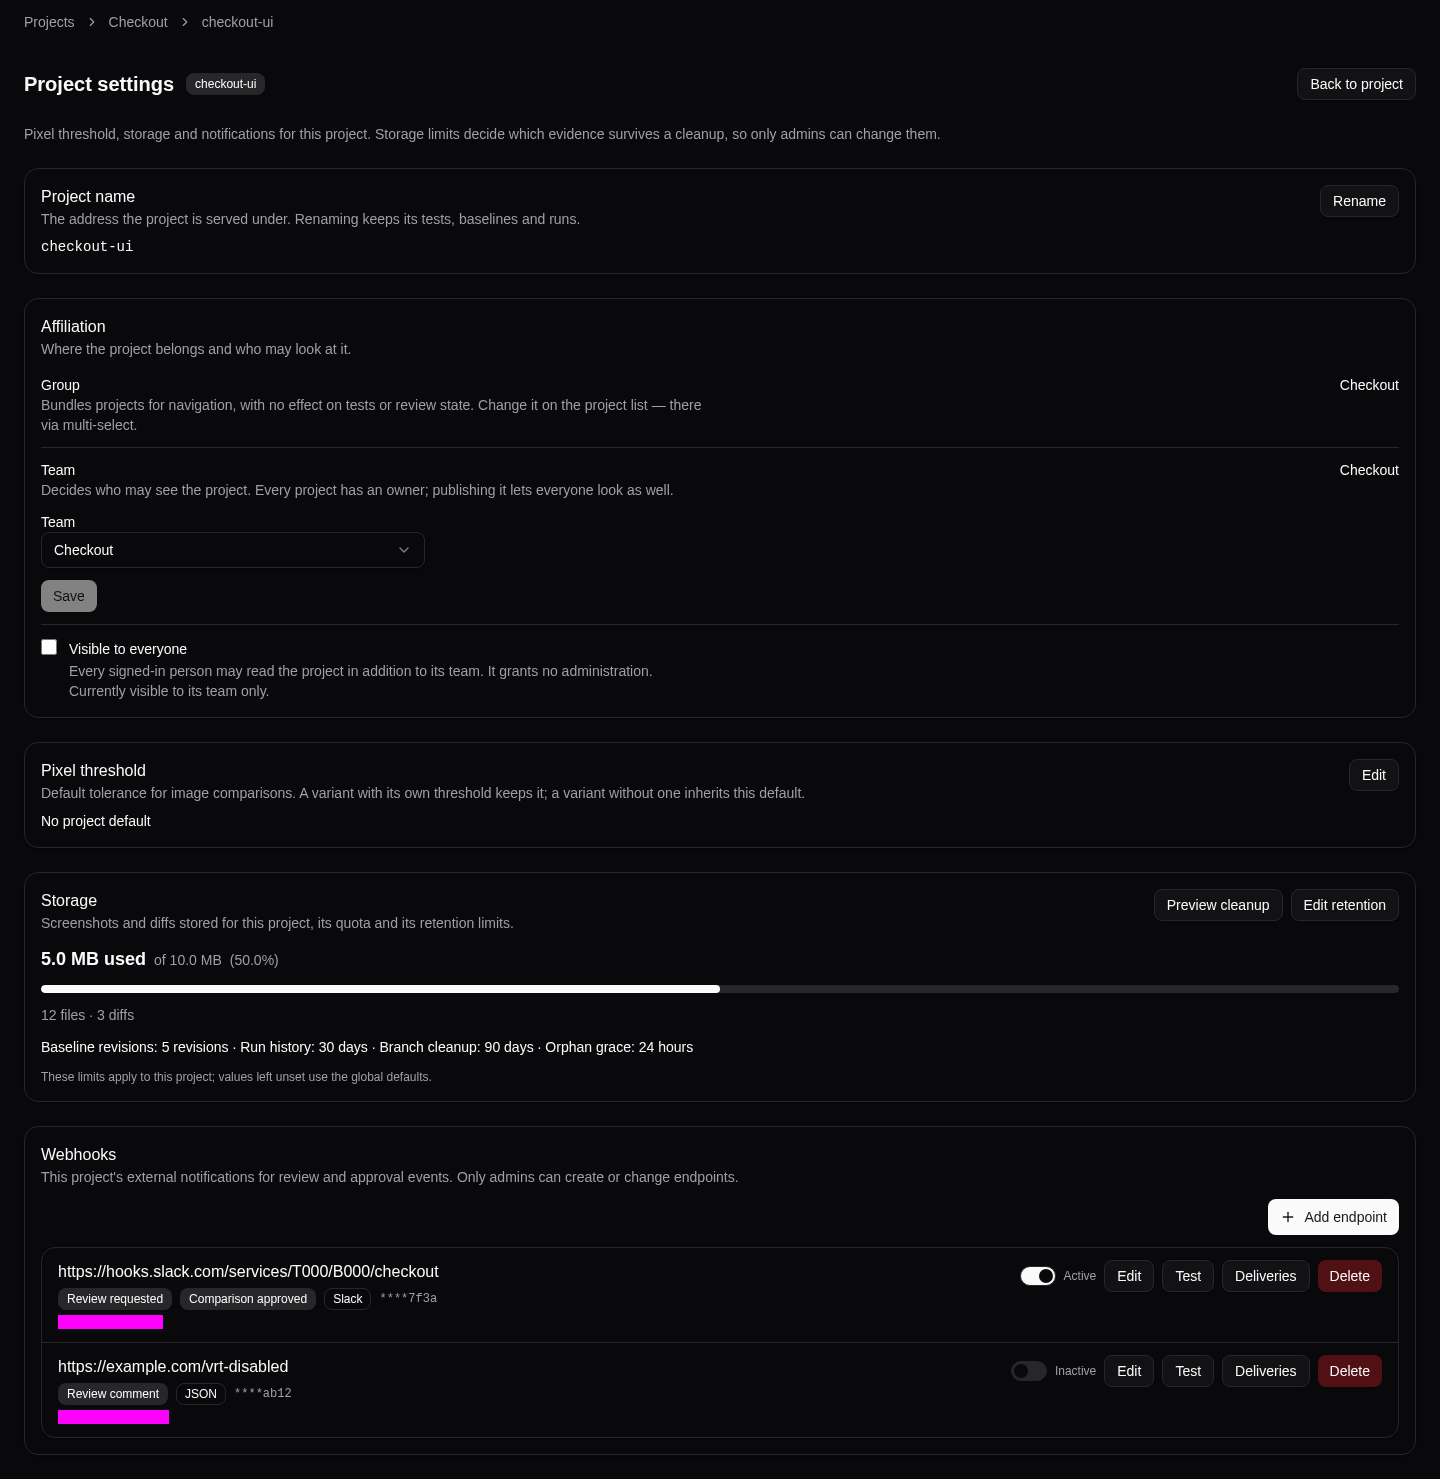 Projects > Checkout > checkout-ui
Project settings checkout-ui Back to project
Pixel threshold, storage and notifications for this project. Storage limits decide which evidence survives a cleanup, so only admins can change them.
Project name Rename
The address the project is served under. Renaming keeps its tests, baselines and runs.
checkout-ui
Affiliation
Where the project belongs and who may look at it.
Group Checkout
Bundles projects for navigation, with no effect on tests or review state. Change it on the project list — there
via multi-select.
Team Checkout
Decides who may see the project. Every project has an owner; publishing it lets everyone look as well.
Team
Checkout
Save
Visible to everyone
Every signed-in person may read the project in addition to its team. It grants no administration.
Currently visible to its team only.
Pixel threshold Edit
Default tolerance for image comparisons. A variant with its own threshold keeps it; a variant without one inherits this default.
No project default
Storage Preview cleanup Edit retention
Screenshots and diffs stored for this project, its quota and its retention limits.
5.0 MB used of 10.0 MB (50.0%)
12 files · 3 diffs
Baseline revisions: 5 revisions · Run history: 30 days · Branch cleanup: 90 days · Orphan grace: 24 hours
These limits apply to this project; values left unset use the global defaults.
Webhooks
This project's external notifications for review and approval events. Only admins can create or change endpoints.
+ Add endpoint
https://hooks.slack.com/services/T000/B000/checkout Active Edit Test Deliveries Delete
Review requested Comparison approved Slack ****7f3a
https://example.com/vrt-disabled Inactive Edit Test Deliveries Delete
Review comment JSON ****ab12